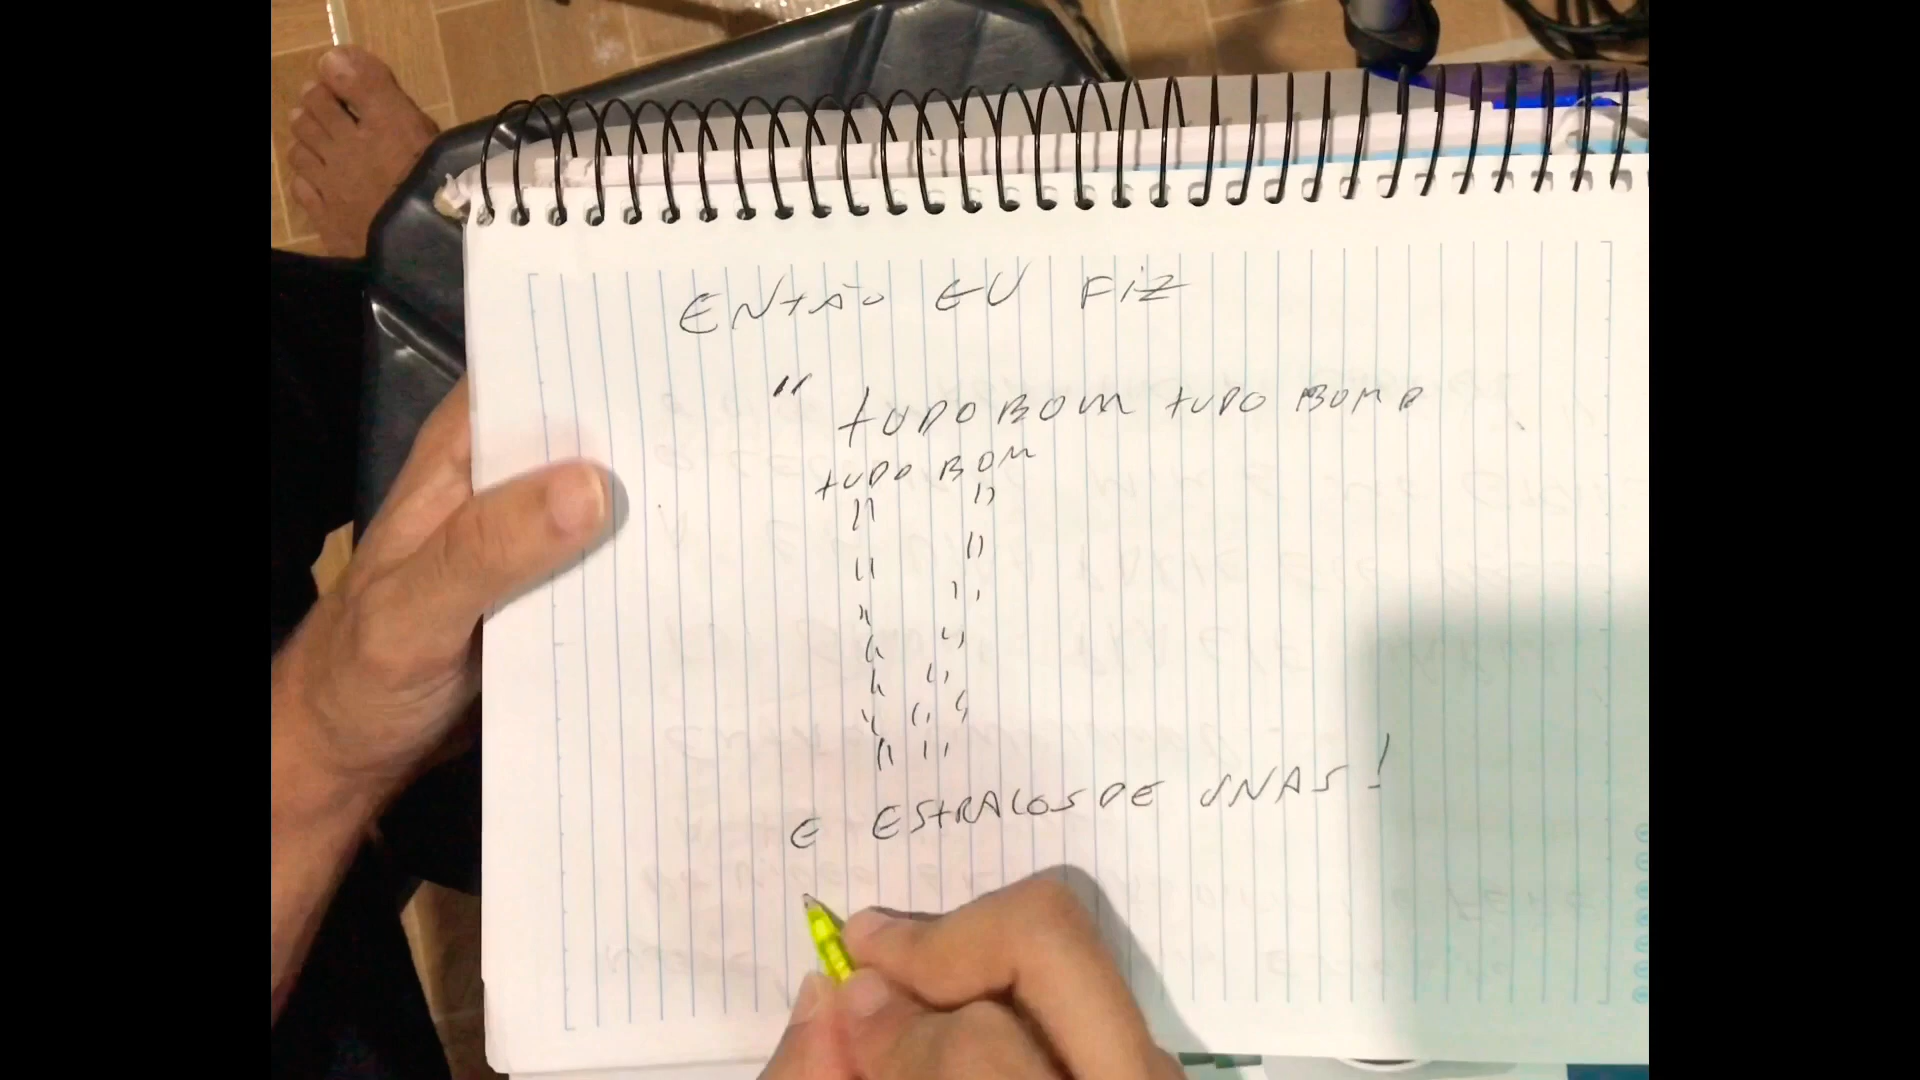 ENTÃO EU FIZ
" TUDO BOM TUDO BOM
TUDO BOM
" "
" "
" "
" "
" "
" " "
" "
E ESTRALOS DE UNAS!